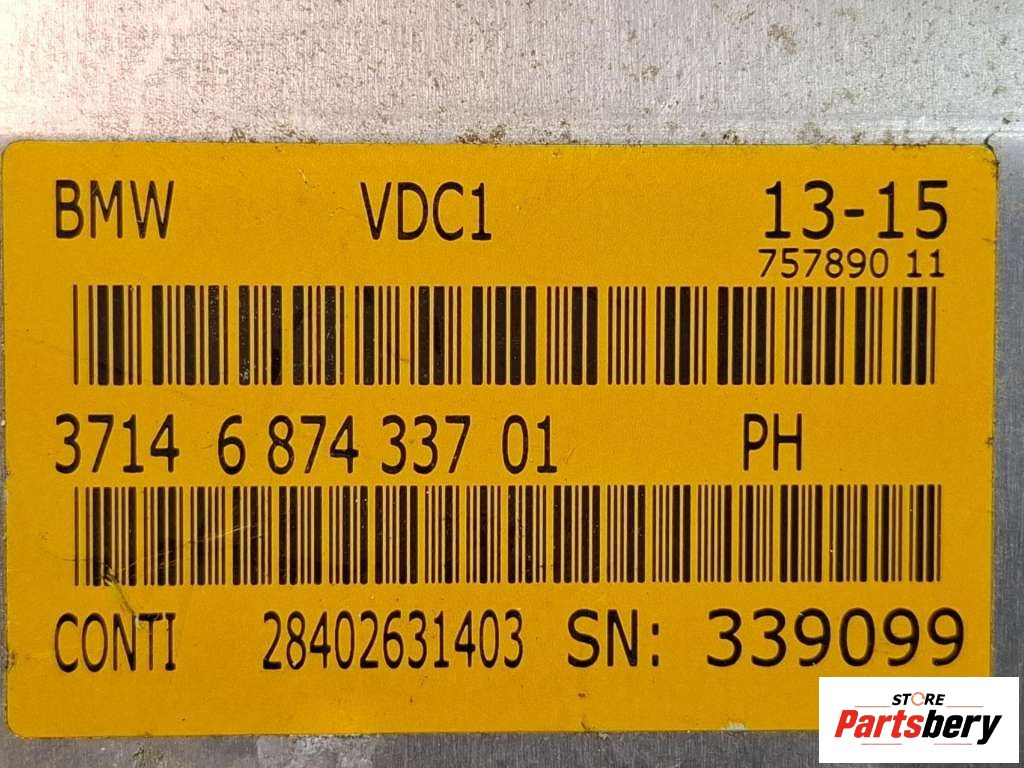 BMW VDC1 13-15
757890 11
3714 6 874 337 01 PH
CONTI 28402631403 SN: 339099
STORE
Partsbery